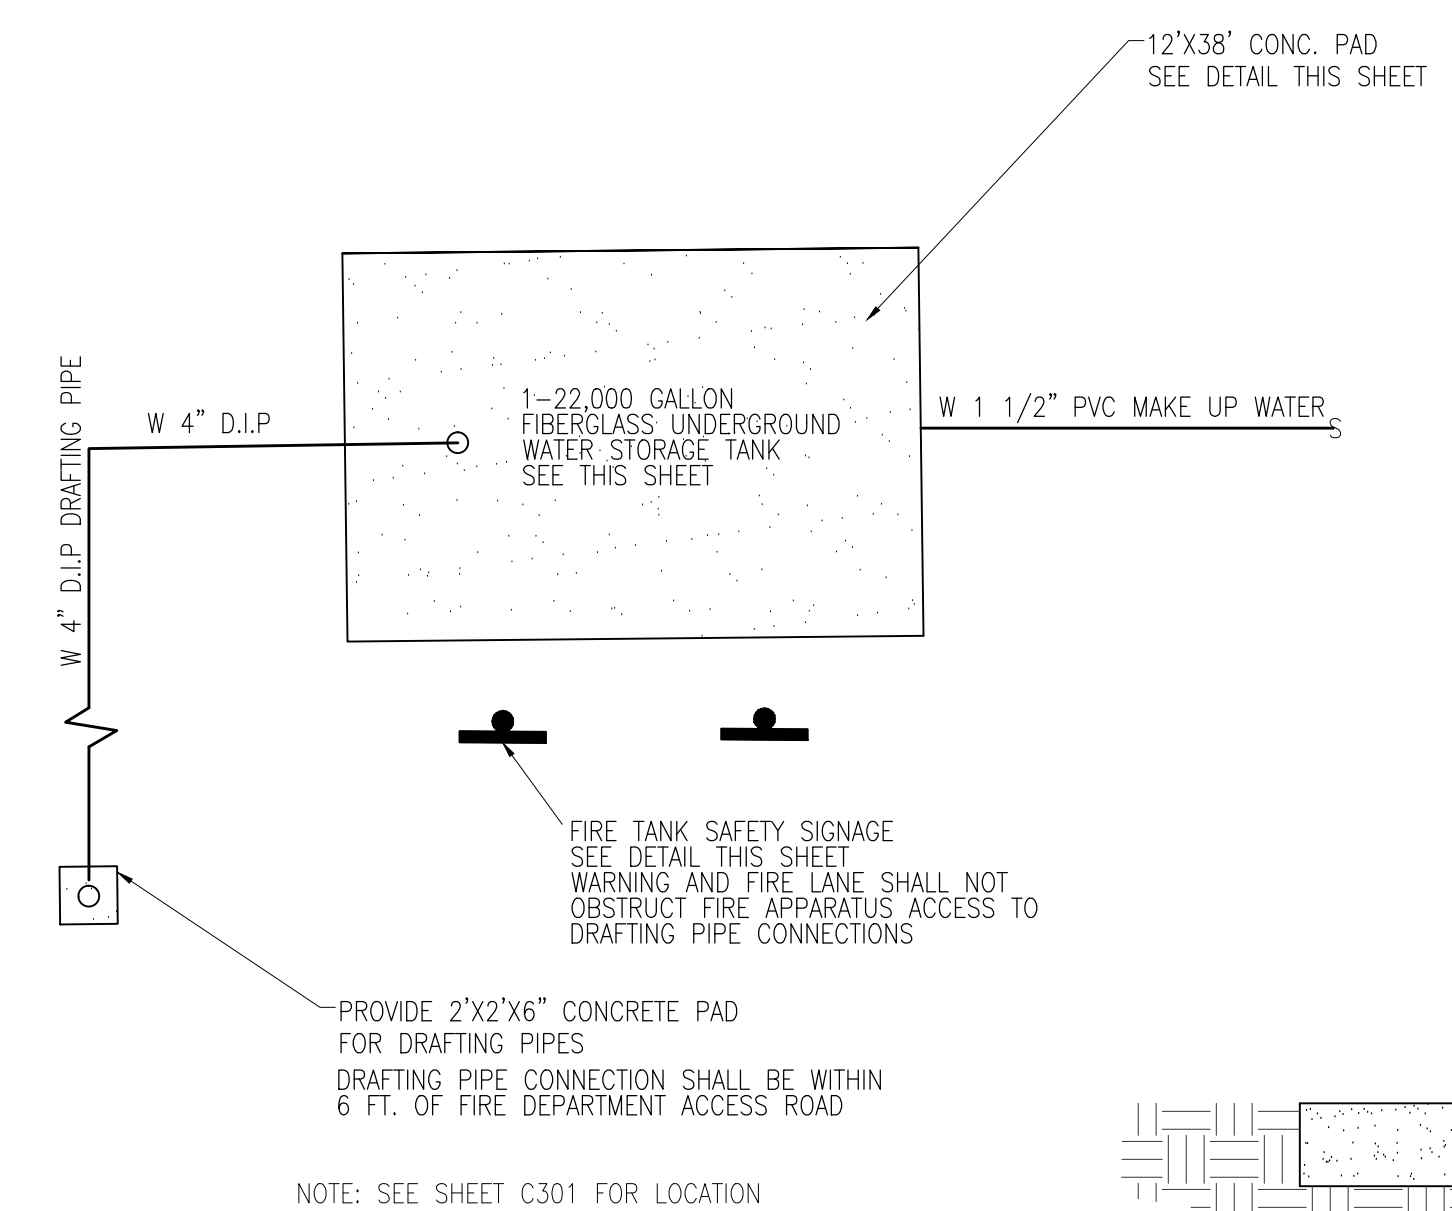 12'X38' CONC. PAD
SEE DETAIL THIS SHEET
W 4" D.I.P DRAFTING PIPE
W 4" D.I.P
1-22,000 GALLON
FIBERGLASS UNDERGROUND
WATER STORAGE TANK
SEE THIS SHEET
W 1 1/2" PVC MAKE UP WATER
S
FIRE TANK SAFETY SIGNAGE
SEE DETAIL THIS SHEET
WARNING AND FIRE LANE SHALL NOT
OBSTRUCT FIRE APPARATUS ACCESS TO
DRAFTING PIPE CONNECTIONS
PROVIDE 2'X2'X6" CONCRETE PAD
FOR DRAFTING PIPES
DRAFTING PIPE CONNECTION SHALL BE WITHIN
6 FT. OF FIRE DEPARTMENT ACCESS ROAD
NOTE: SEE SHEET C301 FOR LOCATION